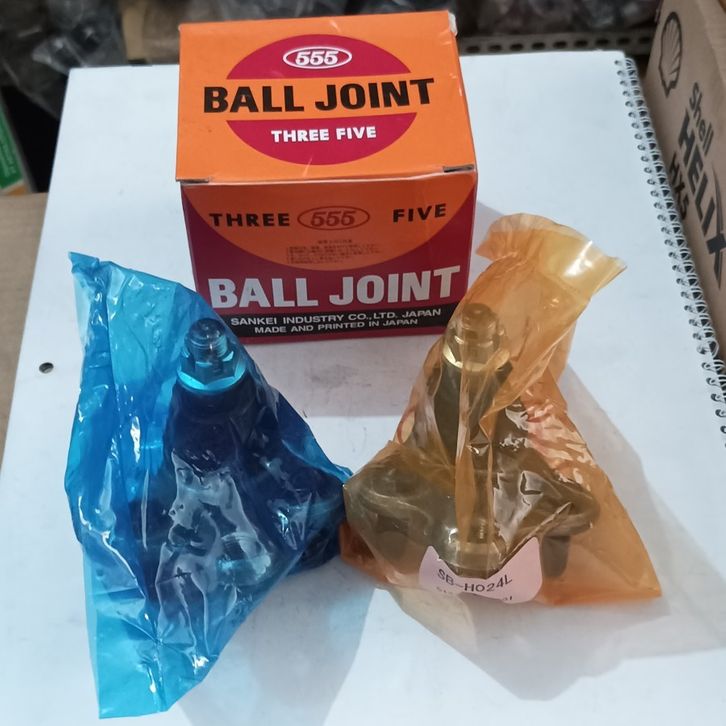 555
BALL JOINT
THREE FIVE
THREE 555 FIVE
BALL JOINT
SANKEI INDUSTRY CO.,LTD. JAPAN
MADE AND PRINTED IN JAPAN
SB-H024L
Shell
HELIX